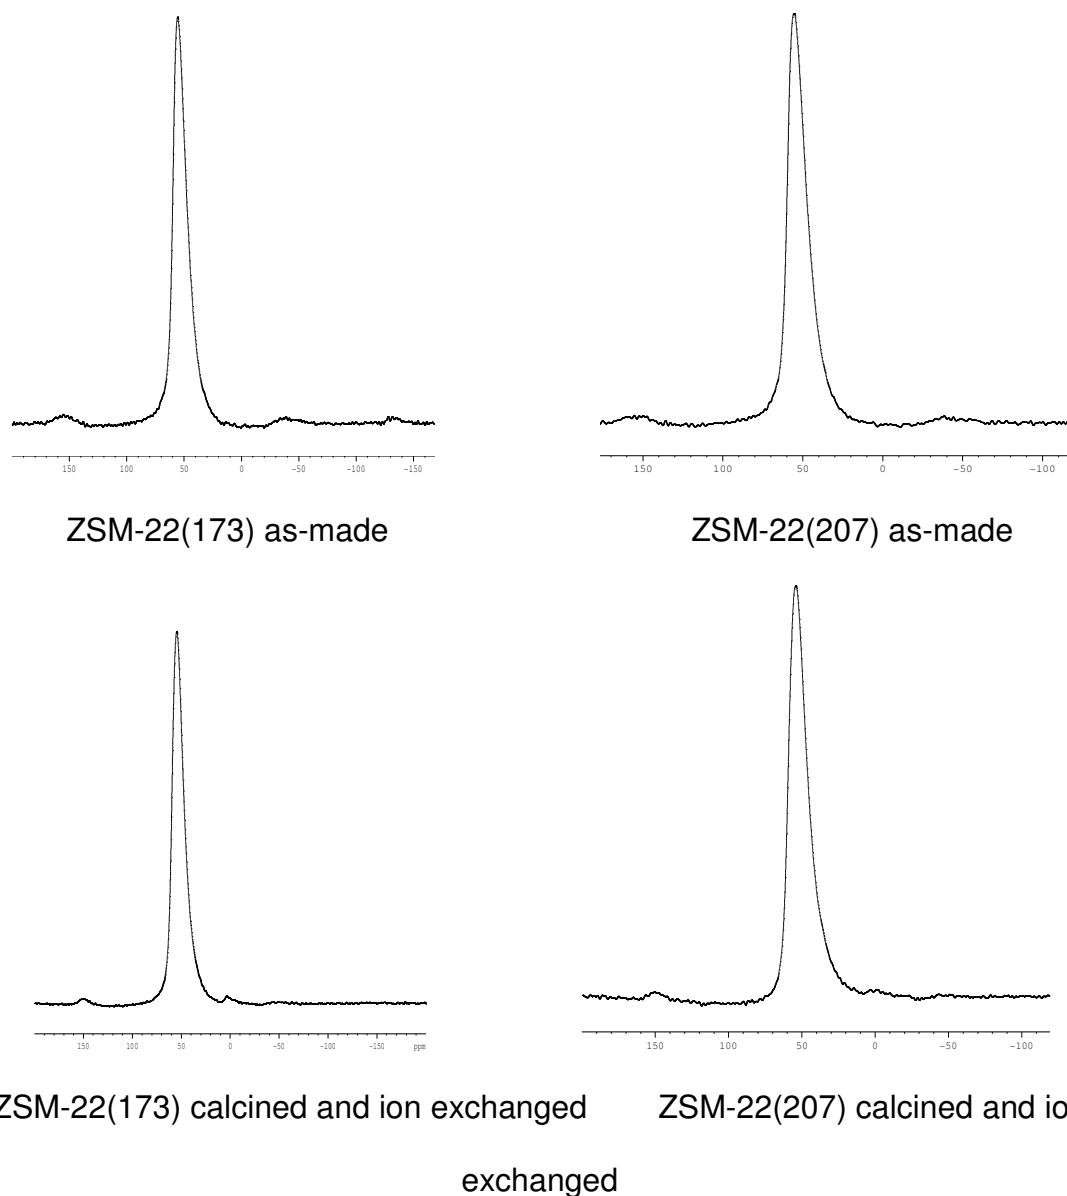 150 100 50 0 -50 -100 -150
150 100 50 0 -50 -100
ZSM-22(173) as-made
ZSM-22(207) as-made
150 100 50 0 -50 -100 -150 ppm
150 100 50 0 -50 -100
ZSM-22(173) calcined and ion exchanged
ZSM-22(207) calcined and io
exchanged